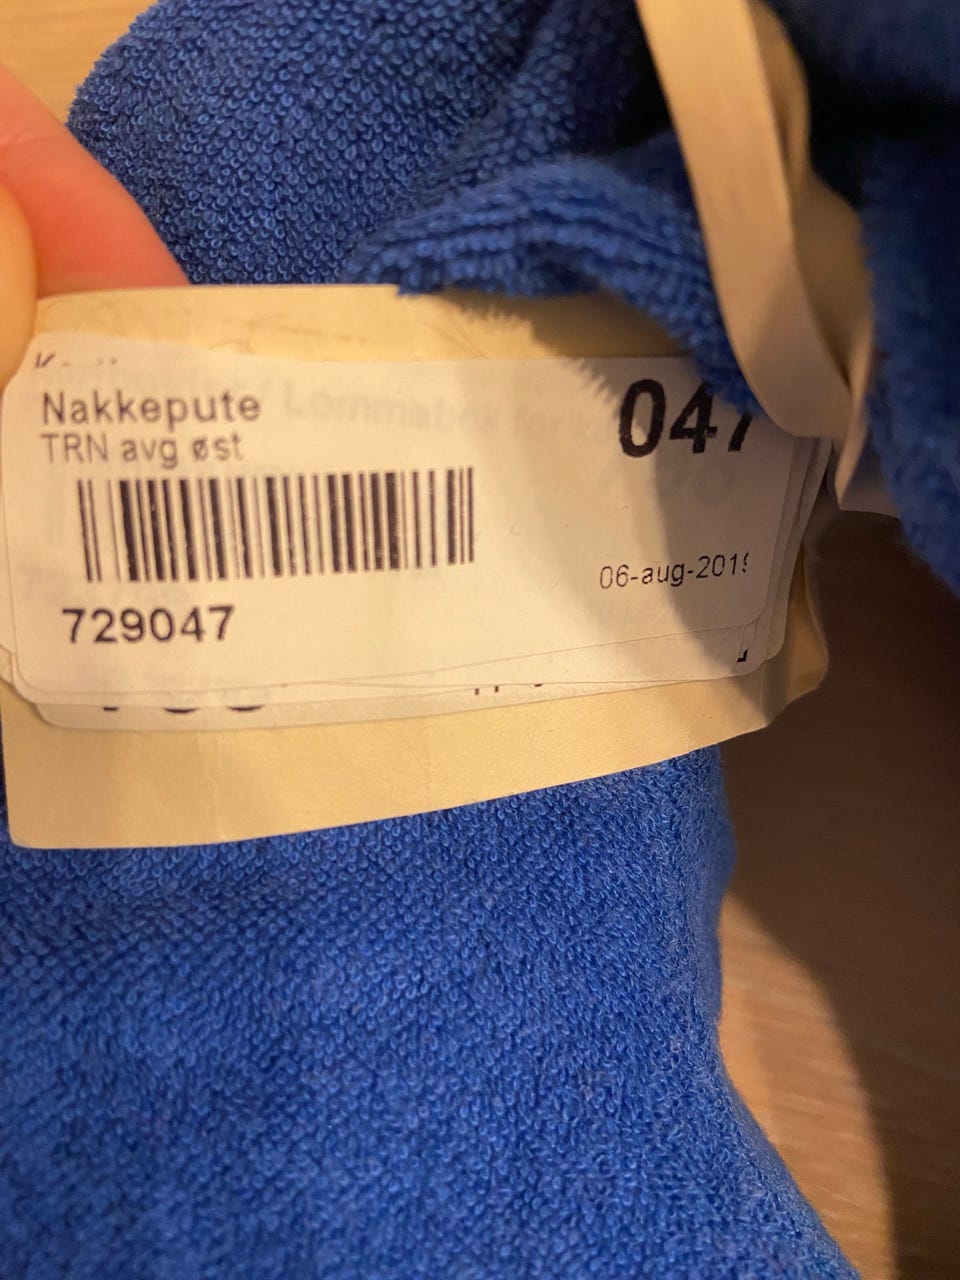 Nakkepute
047
TRN avg øst
06-aug-2019
729047